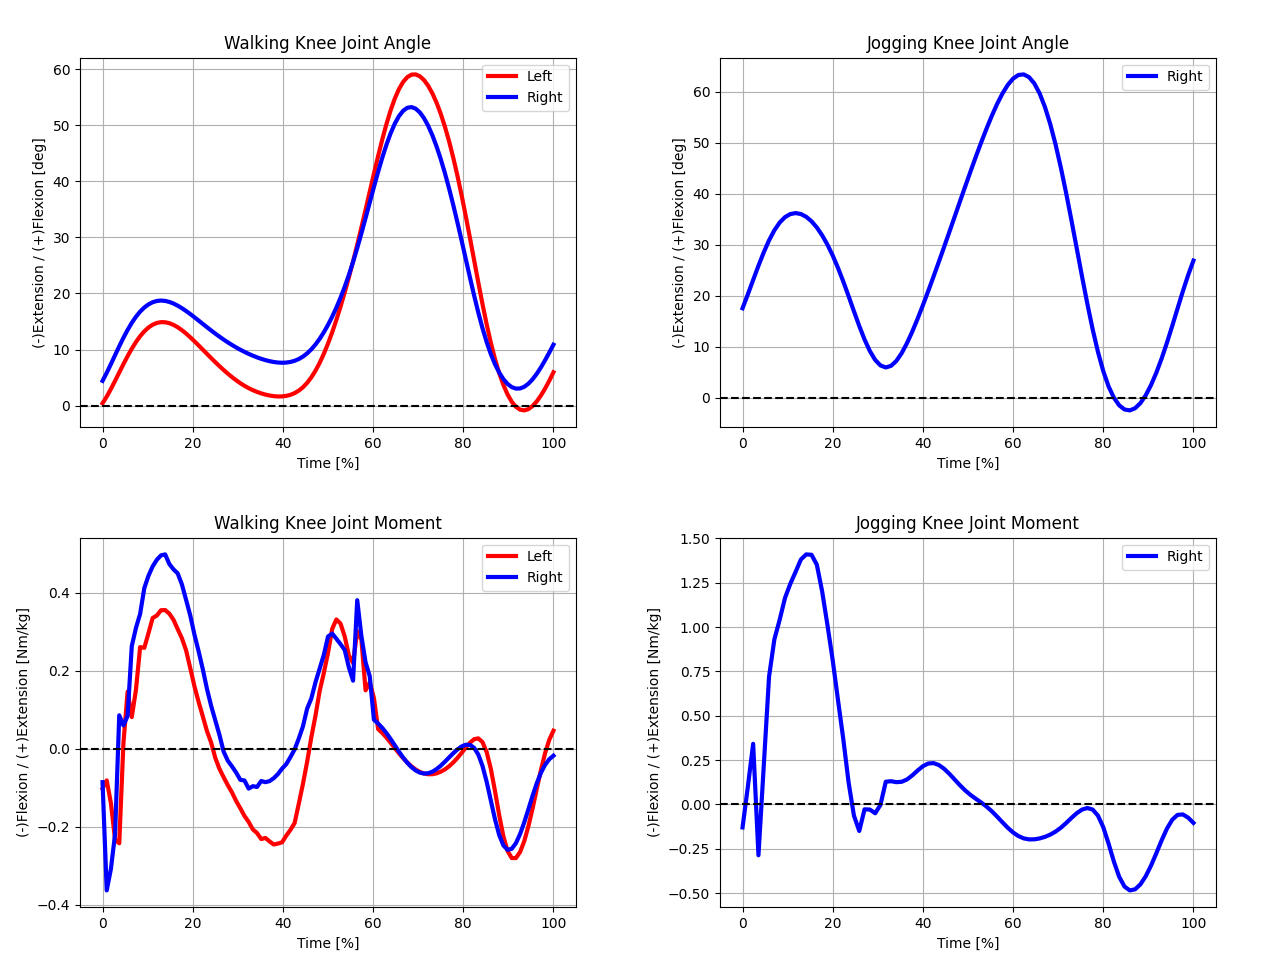 Walking Knee Joint Angle
(-)Extension / (+)Flexion [deg]
60
50
40
30
20
10
0
Left
Right
0 20 40 60 80 100
Time [%]
Jogging Knee Joint Angle
(-)Extension / (+)Flexion [deg]
60
50
40
30
20
10
0
Right
0 20 40 60 80 100
Time [%]
Walking Knee Joint Moment
(-)Flexion / (+)Extension [Nm/kg]
0.4
0.2
0.0
−0.2
−0.4
Left
Right
0 20 40 60 80 100
Time [%]
Jogging Knee Joint Moment
(-)Flexion / (+)Extension [Nm/kg]
1.50
1.25
1.00
0.75
0.50
0.25
0.00
−0.25
−0.50
Right
0 20 40 60 80 100
Time [%]